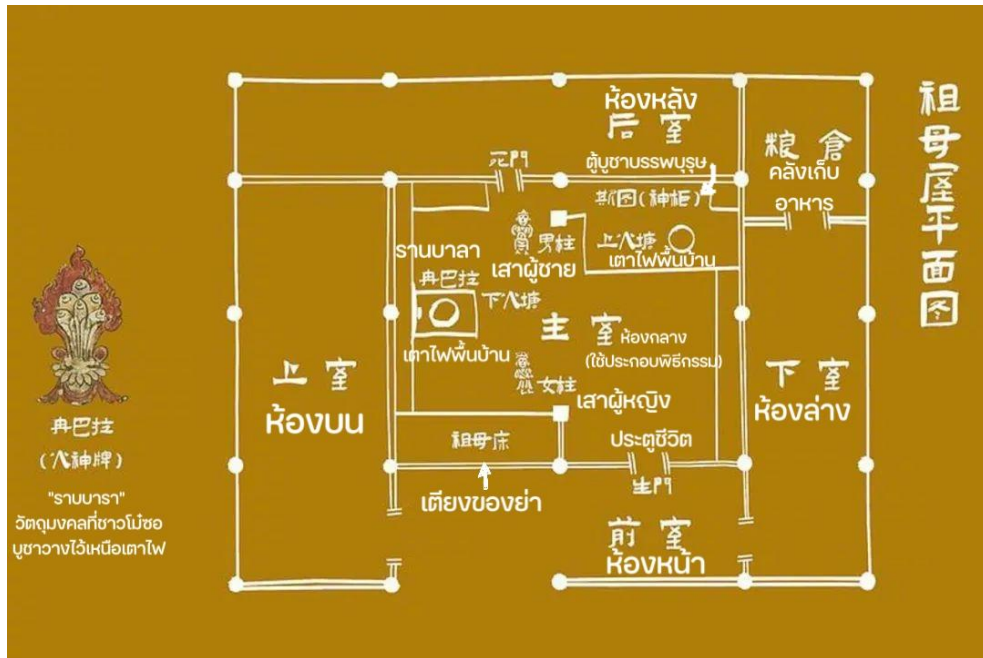 祖母屋平面图
ห้องหลัง
后室
粮倉
คลังเก็บ
อาหาร
死門
ตู้บูชาบรรพบุรุษ
斯图(神柜)
รานบาลา
冉巴拉
男柱
เสาผู้ชาย
上火塘
เตาไฟพื้นบ้าน
下火塘
เตาไฟพื้นบ้าน
主室
ห้องกลาง
(ใช้ประกอบพิธีกรรม)
女柱
เสาผู้หญิง
上室
ห้องบน
下室
ห้องล่าง
祖母床
เตียงของย่า
ประตูชีวิต
生門
前室
ห้องหน้า
冉巴拉
(火神牌)
"ราบบารา"
วัตถุมงคลที่ชาวโม๋ซอ
บูชาวางไว้เหนือเตาไฟ